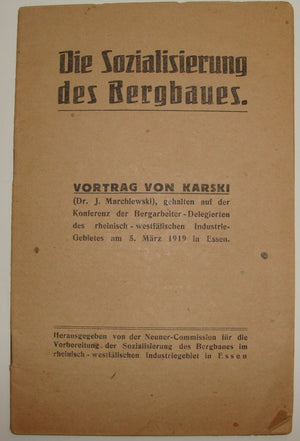 Die Sozialisierung
des Bergbaues.
VORTRAG VON KARSKI
(Dr. J. Marchlewski), gehalten auf der
Konferenz der Bergarbeiter-Delegierten
des rheinisch-westfälischen Industrie-
Gebietes am 5. März 1919 in Essen.
Herausgegeben von der Neuner-Commission für die
Vorbereitung der Sozialisierung des Bergbaues im
rheinisch-westfälischen Industriegebiet in Essen